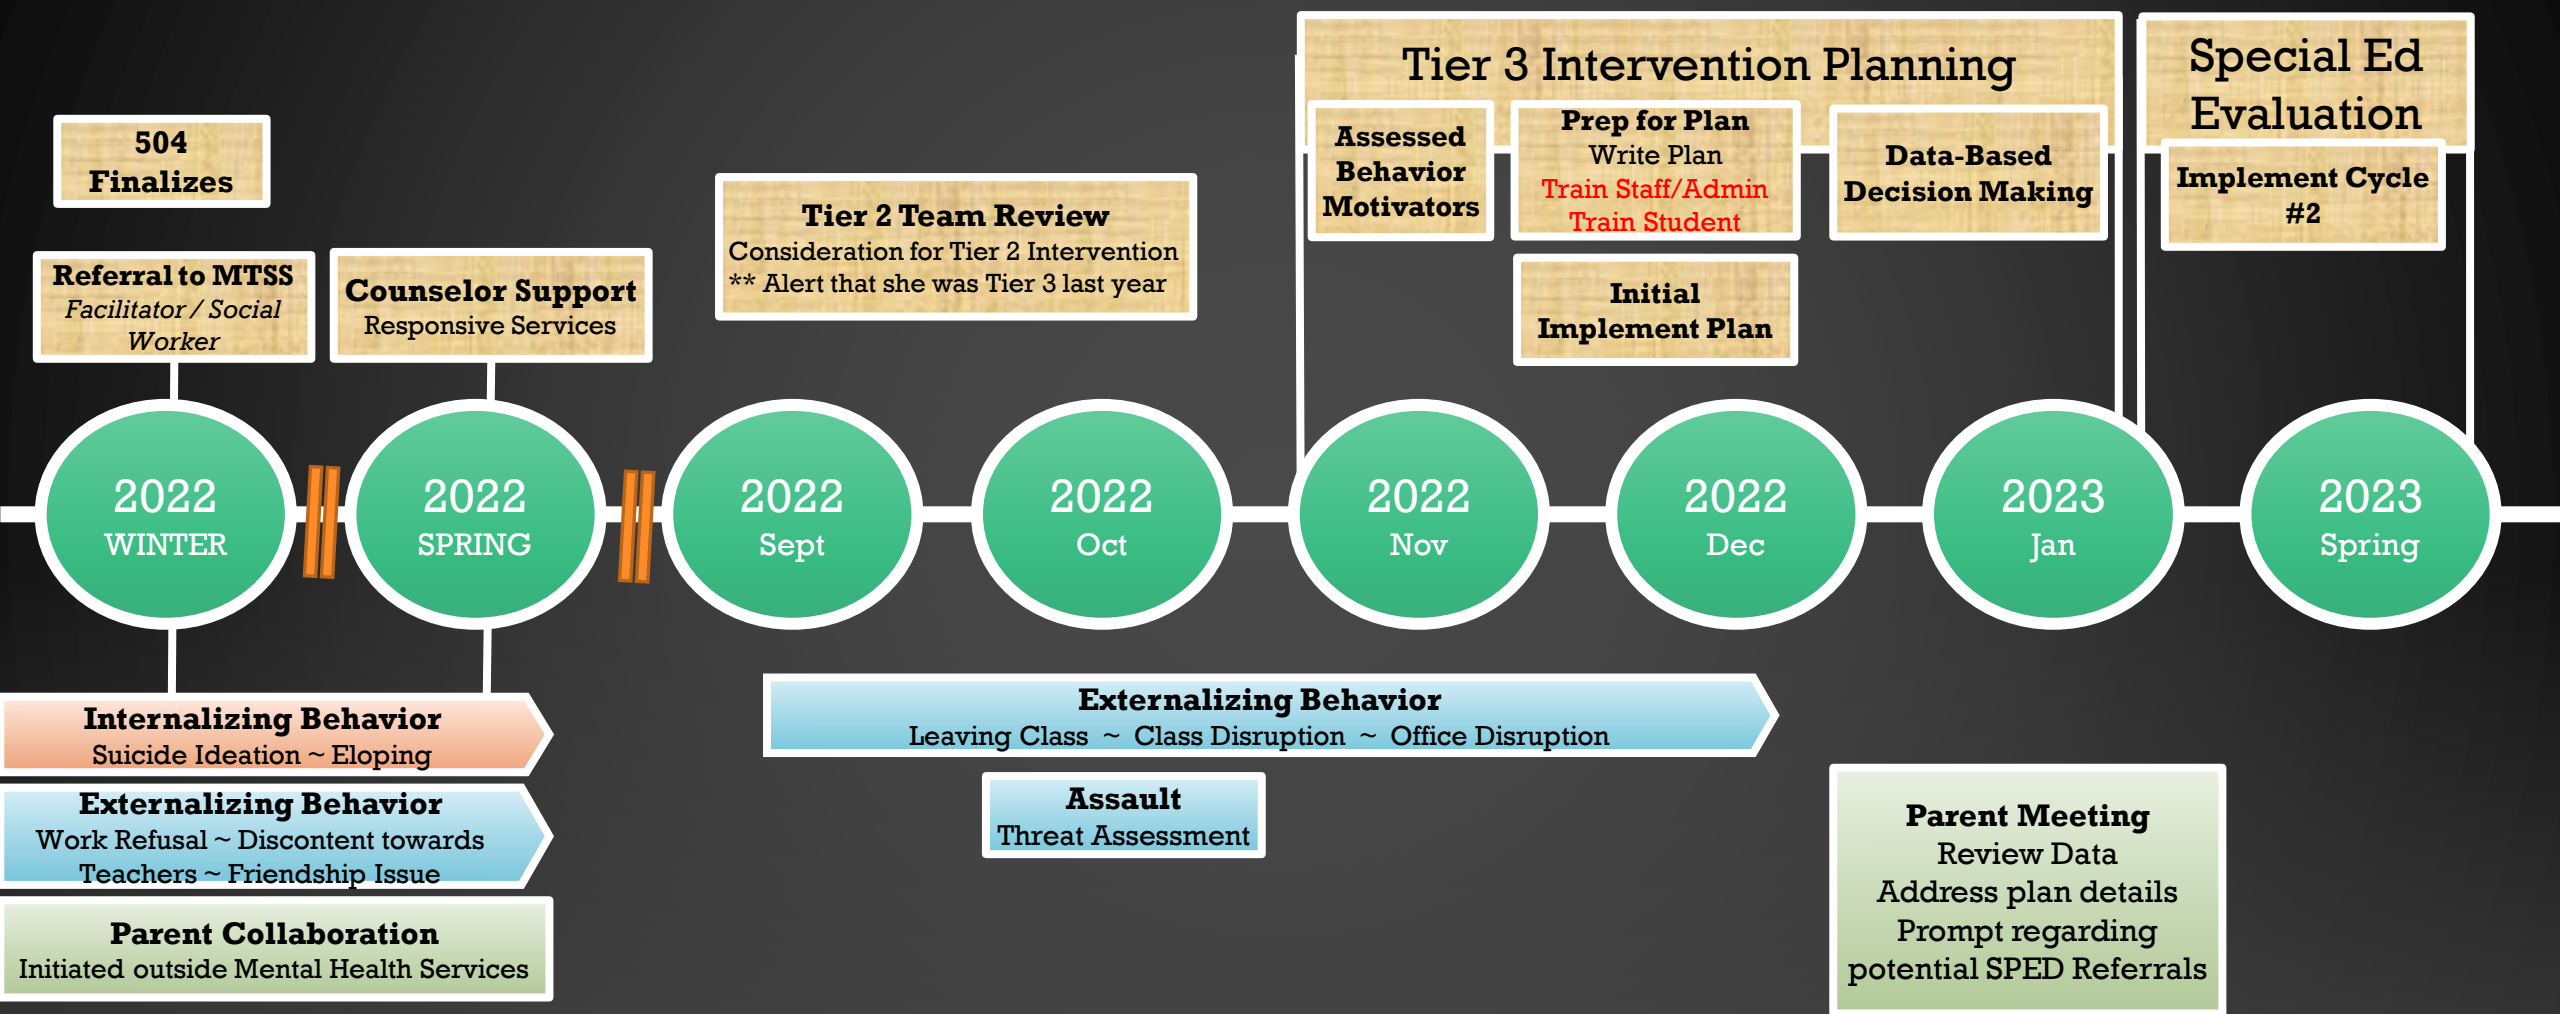 Tier 3 Intervention Planning
Special Ed
Evaluation
504
Finalizes
Assessed
Behavior
Motivators
Prep for Plan
Write Plan
Train Staff/Admin
Train Student
Data-Based
Decision Making
Implement Cycle
#2
Tier 2 Team Review
Consideration for Tier 2 Intervention
** Alert that she was Tier 3 last year
Referral to MTSS
Facilitator / Social
Worker
Counselor Support
Responsive Services
Initial
Implement Plan
2022
WINTER
2022
SPRING
2022
Sept
2022
Oct
2022
Nov
2022
Dec
2023
Jan
2023
Spring
Internalizing Behavior
Suicide Ideation ~ Eloping
Externalizing Behavior
Work Refusal ~ Discontent towards
Teachers ~ Friendship Issue
Parent Collaboration
Initiated outside Mental Health Services
Externalizing Behavior
Leaving Class ~ Class Disruption ~ Office Disruption
Assault
Threat Assessment
Parent Meeting
Review Data
Address plan details
Prompt regarding
potential SPED Referrals